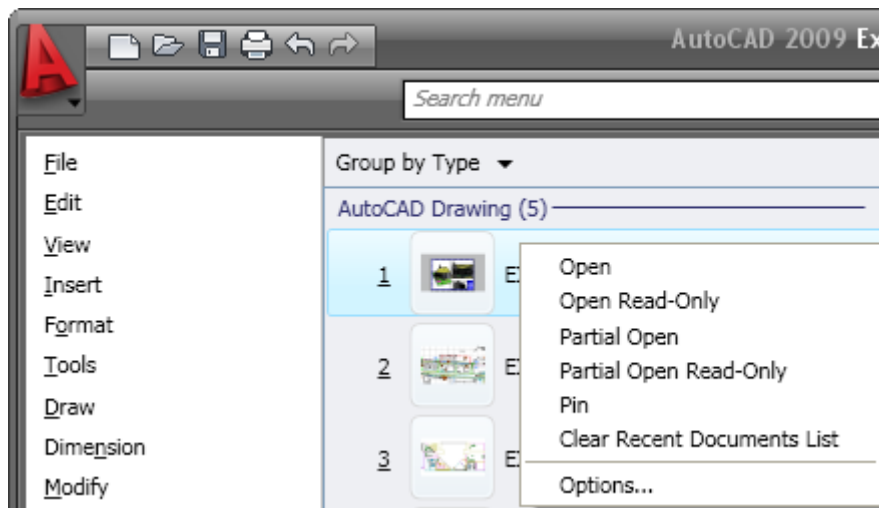 AutoCAD 2009 Ex
Search menu
File
Edit
View
Insert
Format
Tools
Draw
Dimension
Modify
Group by Type
AutoCAD Drawing (5)
1 E
2 E
3 E
Open
Open Read-Only
Partial Open
Partial Open Read-Only
Pin
Clear Recent Documents List
Options...